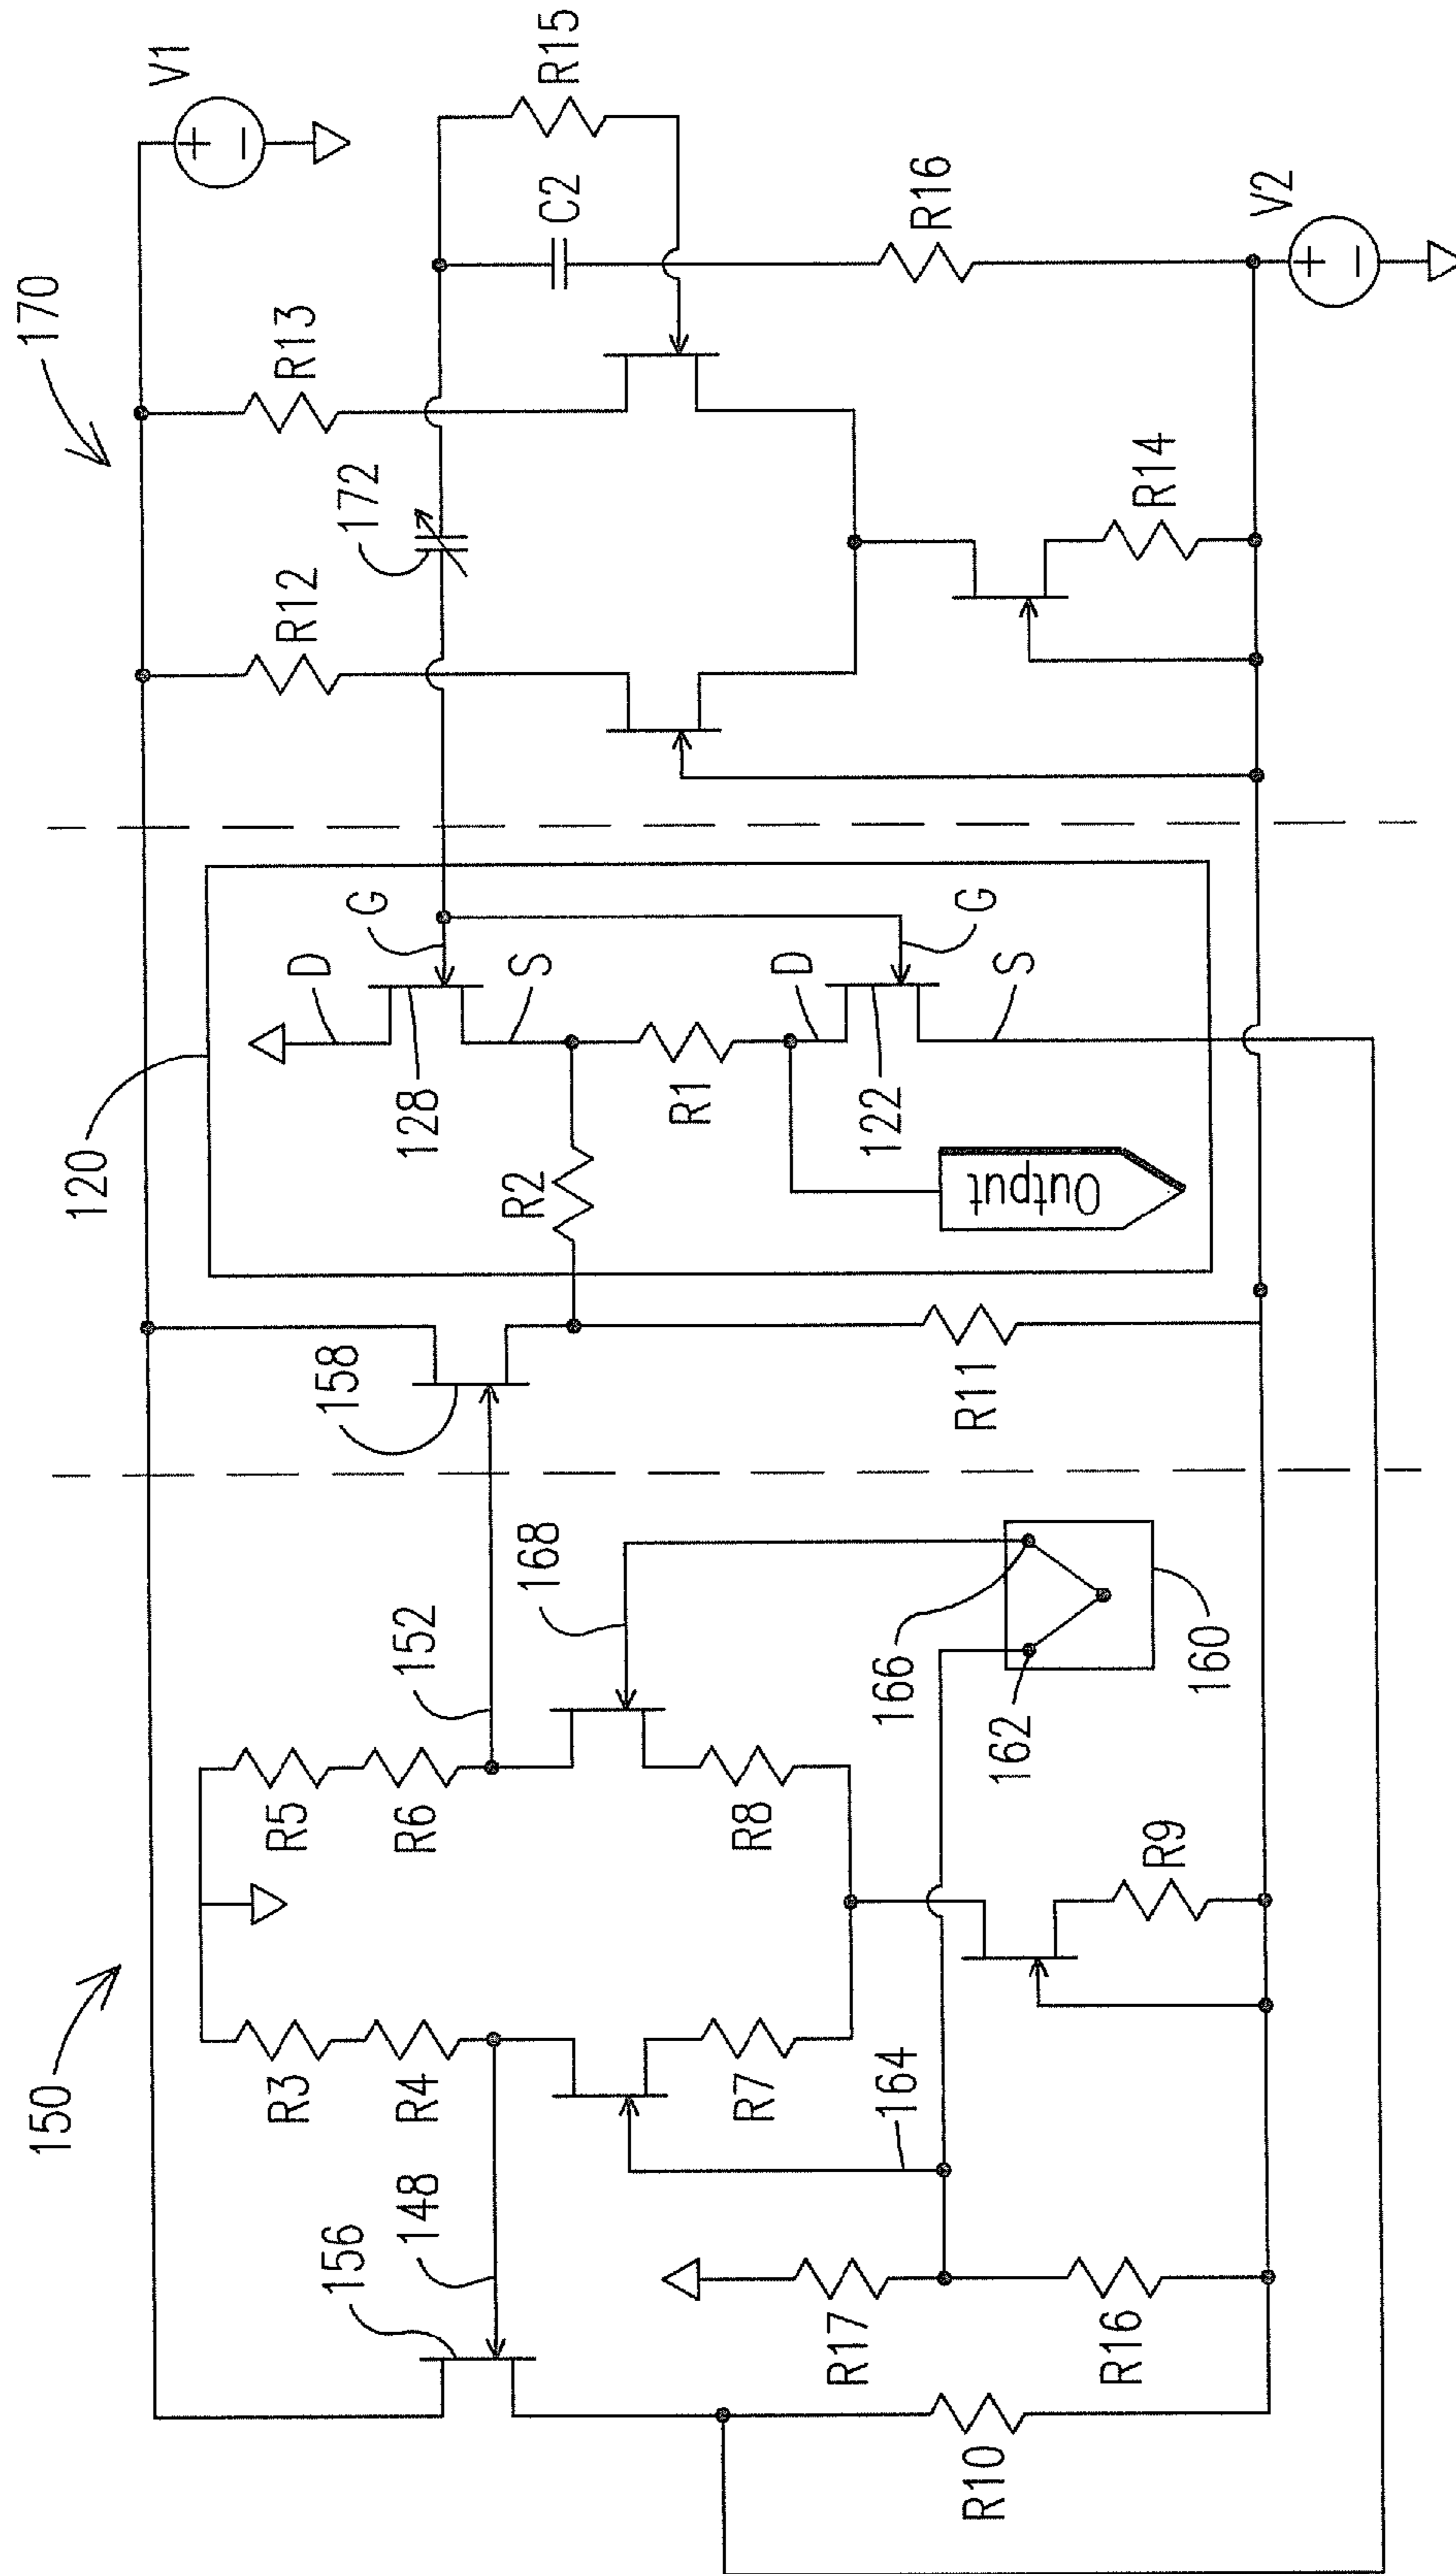 150
170
120
V1
V2
R3
R4
R5
R6
R7
R8
R9
R10
R11
R12
R13
R14
R15
R16
R16
R17
C2
R1
R2
156
148
152
158
164
168
166
162
160
172
128
122
D
G
S
D
G
S
Output
+
−
+
−